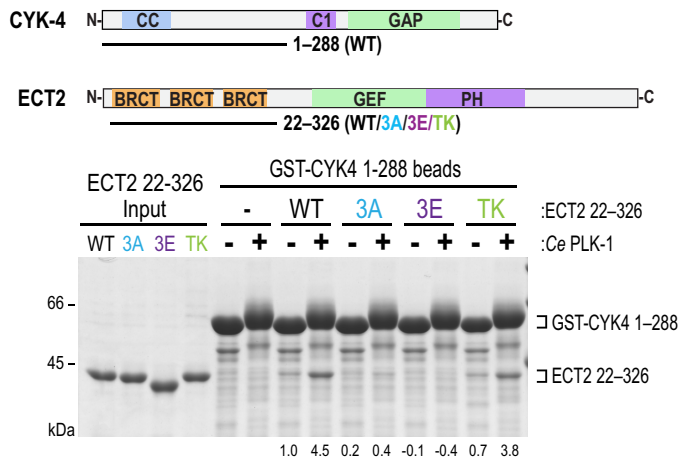 CYK-4 N- CC C1 GAP -C
1–288 (WT)
ECT2 N- BRCT BRCT BRCT GEF PH -C
22–326 (WT/3A/3E/TK)
ECT2 22-326
Input
GST-CYK4 1-288 beads
- WT 3A 3E TK :ECT2 22–326
WT 3A 3E TK - + - + - + - + - + :Ce PLK-1
66
GST-CYK4 1–288
45
ECT2 22–326
kDa
1.0 4.5 0.2 0.4 -0.1 -0.4 0.7 3.8